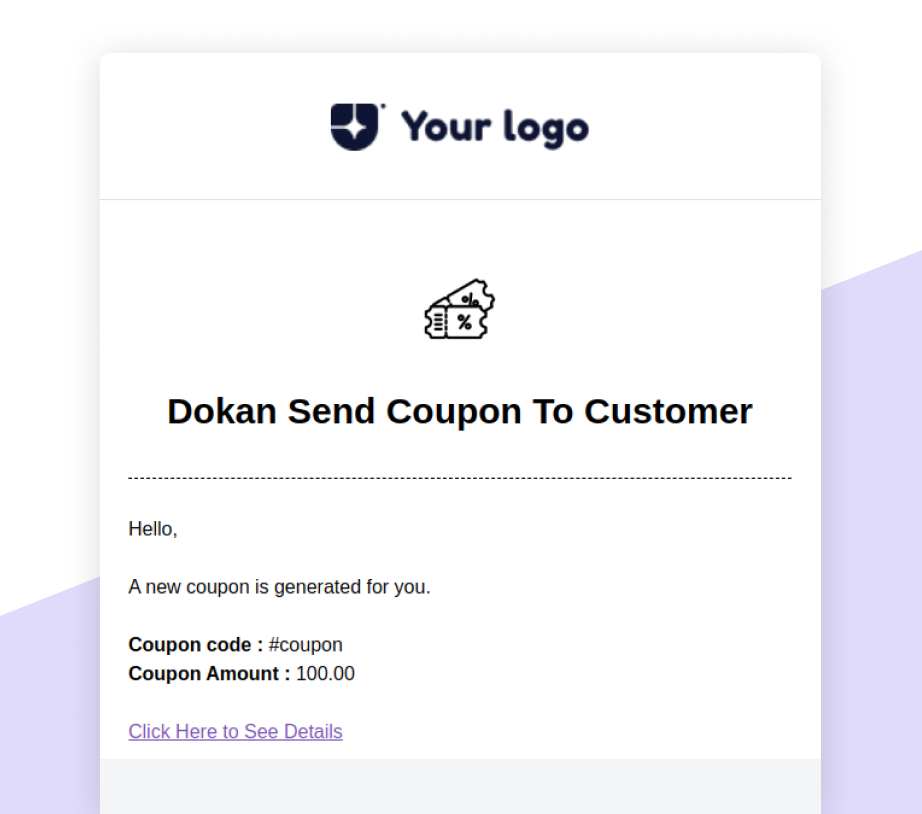 Your logo
%
%
Dokan Send Coupon To Customer
Hello,
A new coupon is generated for you.
Coupon code : #coupon
Coupon Amount : 100.00
Click Here to See Details